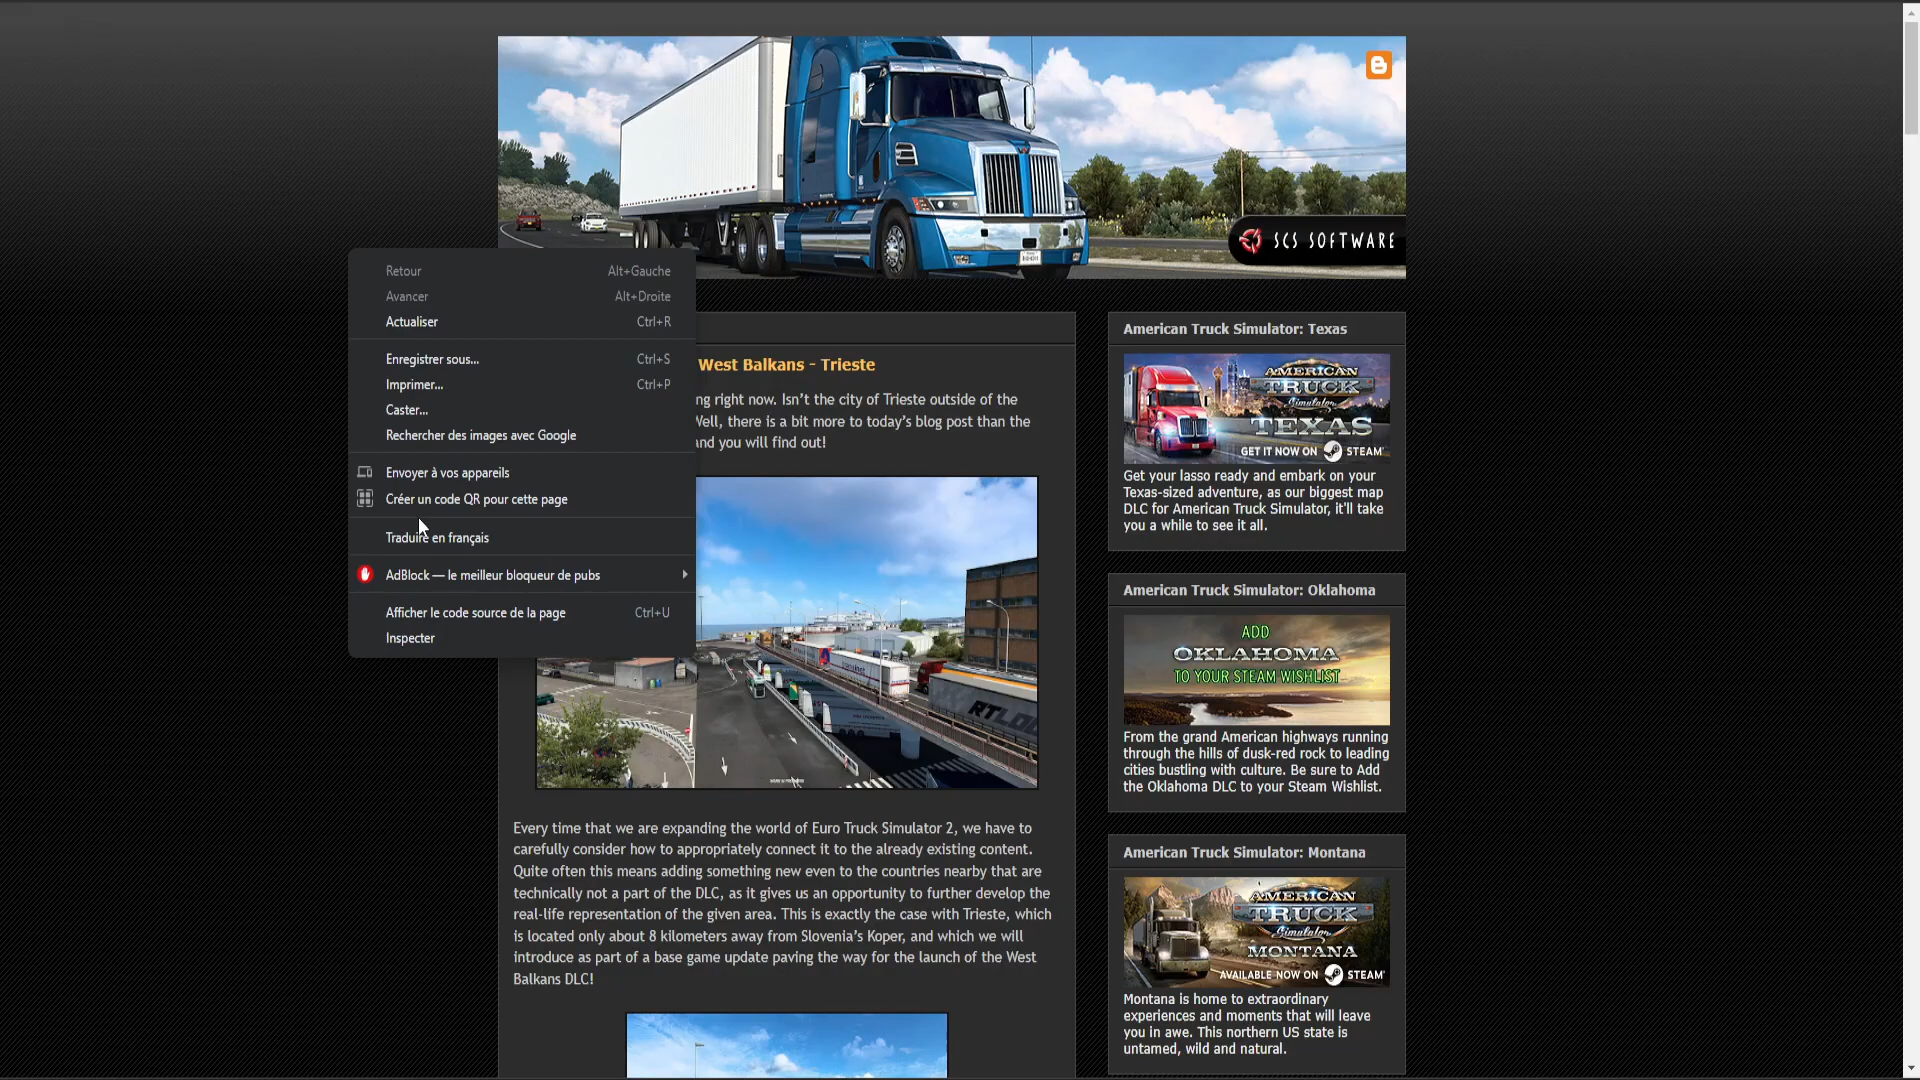 SCS SOFTWARE
Retour Alt+Gauche
Avancer Alt+Droite
Actualiser Ctrl+R
Enregistrer sous... Ctrl+S
Imprimer... Ctrl+P
Caster...
Rechercher des images avec Google
Envoyer à vos appareils
Créer un code QR pour cette page
Traduire en français
AdBlock — le meilleur bloqueur de pubs
Afficher le code source de la page Ctrl+U
Inspecter
West Balkans - Trieste
ng right now. Isn't the city of Trieste outside of the
Well, there is a bit more to today's blog post than the
and you will find out!
Every time that we are expanding the world of Euro Truck Simulator 2, we have to
carefully consider how to appropriately connect it to the already existing content.
Quite often this means adding something new even to the countries nearby that are
technically not a part of the DLC, as it gives us an opportunity to further develop the
real-life representation of the given area. This is exactly the case with Trieste, which
is located only about 8 kilometers away from Slovenia's Koper, and which we will
introduce as part of a base game update paving the way for the launch of the West
Balkans DLC!
American Truck Simulator: Texas
AMERICAN
TRUCK
Simulator
TEXAS
GET IT NOW ON STEAM
Get your lasso ready and embark on your
Texas-sized adventure, as our biggest map
DLC for American Truck Simulator, it'll take
you a while to see it all.
American Truck Simulator: Oklahoma
ADD
OKLAHOMA
TO YOUR STEAM WISHLIST
From the grand American highways running
through the hills of dusk-red rock to leading
cities bustling with culture. Be sure to Add
the Oklahoma DLC to your Steam Wishlist.
American Truck Simulator: Montana
AMERICAN
TRUCK
Simulator
MONTANA
AVAILABLE NOW ON STEAM
Montana is home to extraordinary
experiences and moments that will leave
you in awe. This northern US state is
untamed, wild and natural.